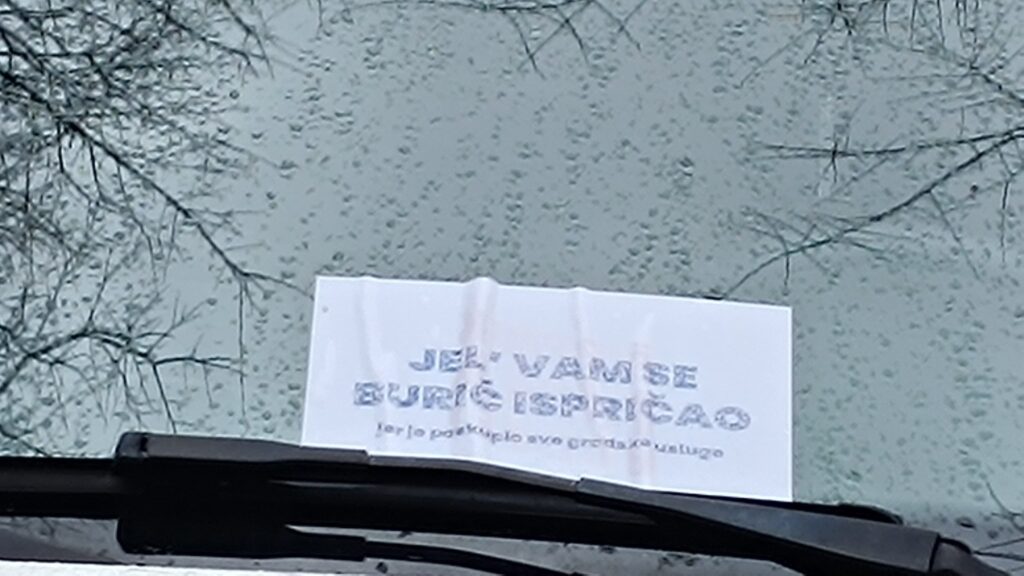 JEL' VAM SE
BURIĆ ISPRIČAO
jer je poskupio sve gradske usluge